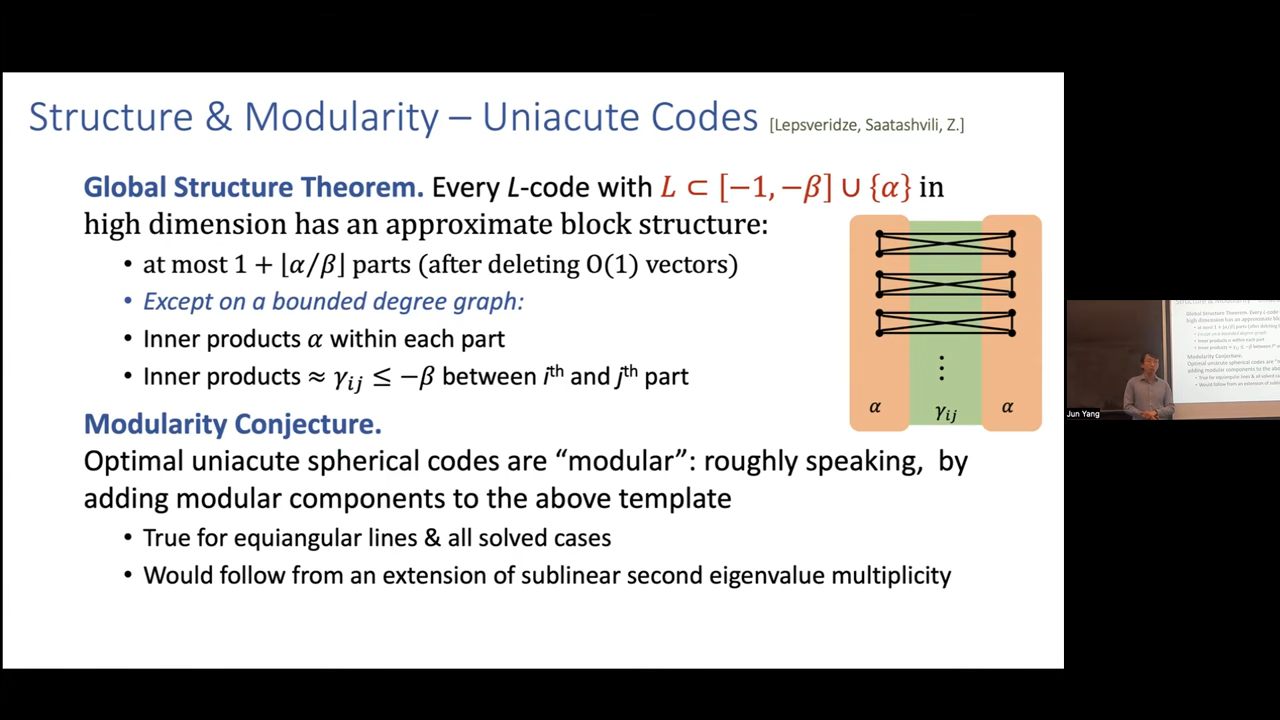 Structure & Modularity – Uniacute Codes [Lepsveridze, Saatashvili, Z.]
Global Structure Theorem. Every L-code with L ⊂ [−1, −β] ∪ {α} in
high dimension has an approximate block structure:
• at most 1 + ⌊α/β⌋ parts (after deleting O(1) vectors)
• Except on a bounded degree graph:
• Inner products α within each part
• Inner products ≈ γᵢⱼ ≤ −β between iᵗʰ and jᵗʰ part
α γᵢⱼ α
Modularity Conjecture.
Optimal uniacute spherical codes are “modular”: roughly speaking, by
adding modular components to the above template
• True for equiangular lines & all solved cases
• Would follow from an extension of sublinear second eigenvalue multiplicity
Jun Yang